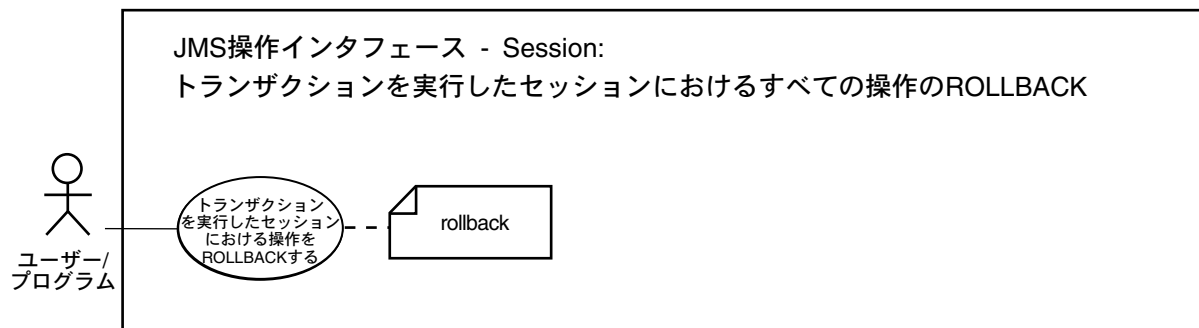 JMS操作インタフェース - Session:
トランザクションを実行したセッションにおけるすべての操作のROLLBACK
トランザクション
を実行したセッション
における操作を
ROLLBACKする
rollback
ユーザー/
プログラム